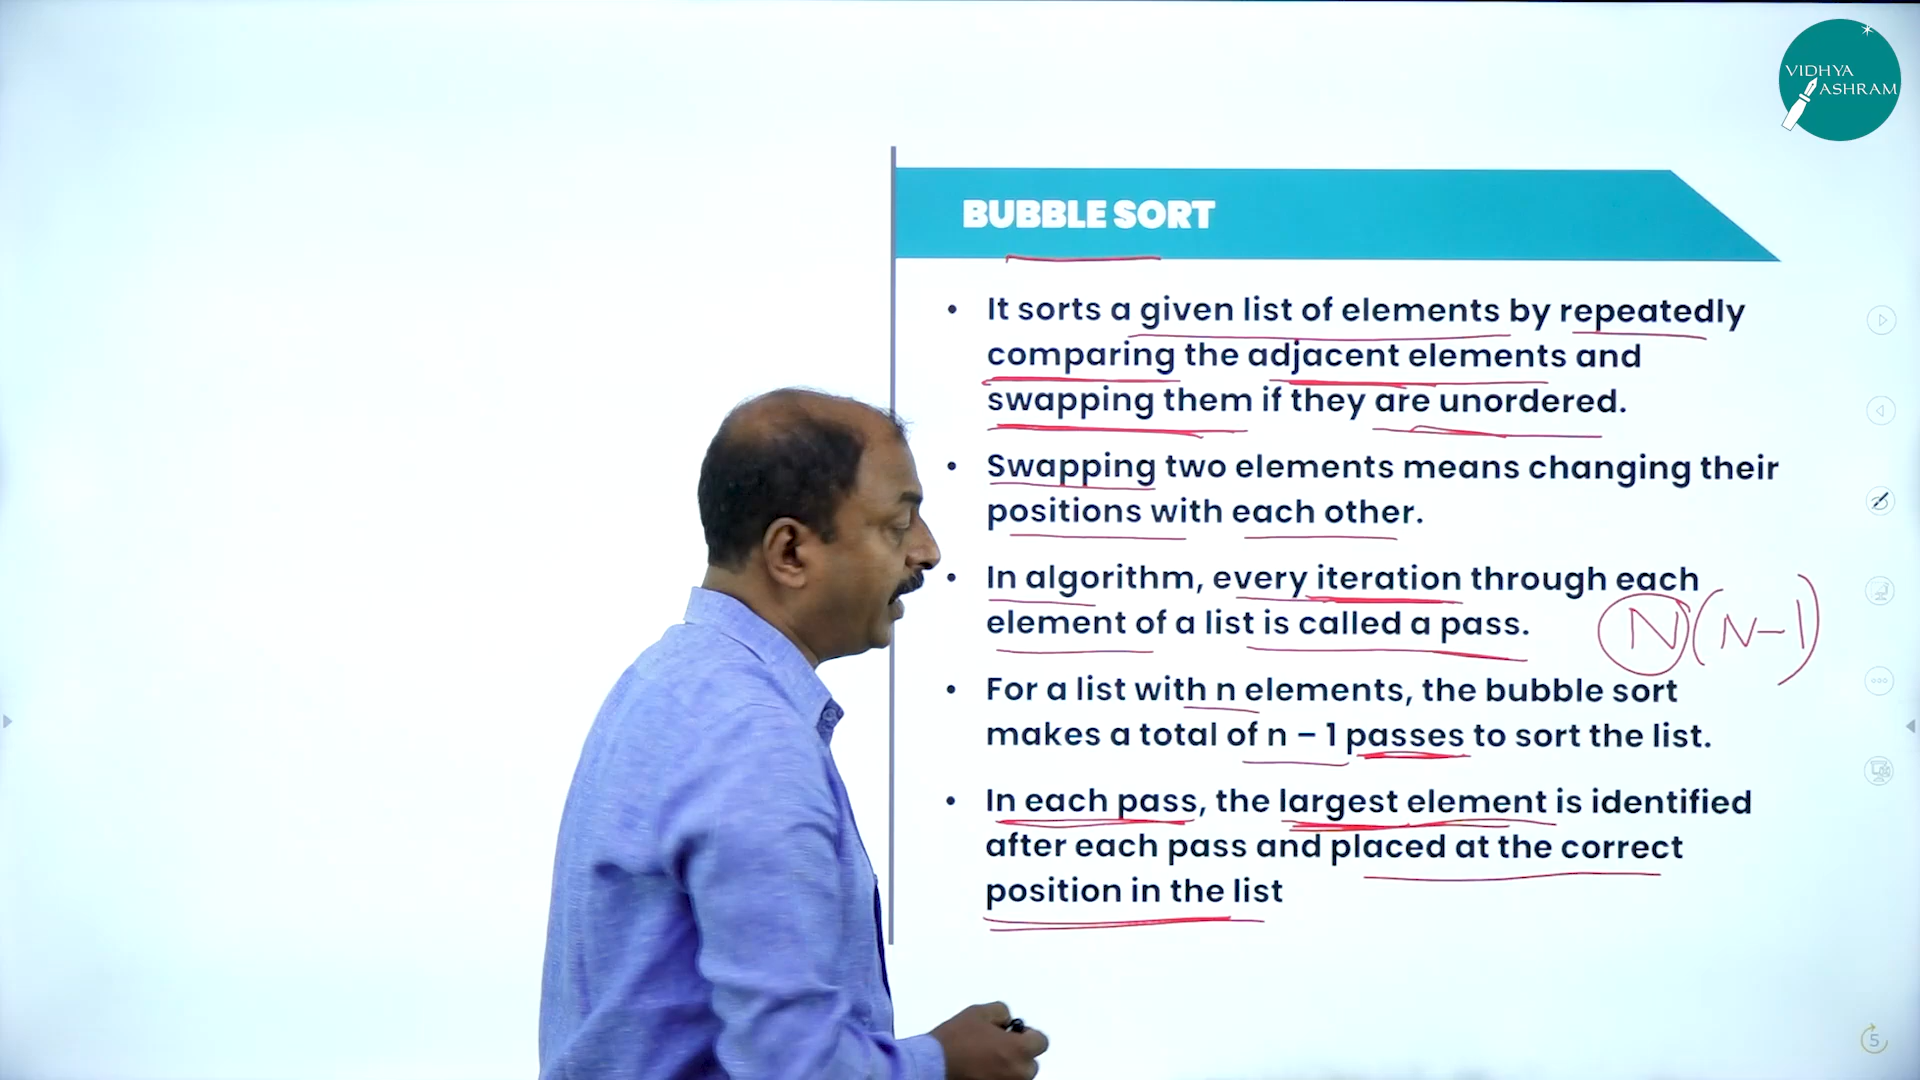 VIDHYA
ASHRAM
BUBBLE SORT
• It sorts a given list of elements by repeatedly
comparing the adjacent elements and
swapping them if they are unordered.
• Swapping two elements means changing their
positions with each other.
• In algorithm, every iteration through each
element of a list is called a pass.
N (N-1)
• For a list with n elements, the bubble sort
makes a total of n – 1 passes to sort the list.
• In each pass, the largest element is identified
after each pass and placed at the correct
position in the list
5